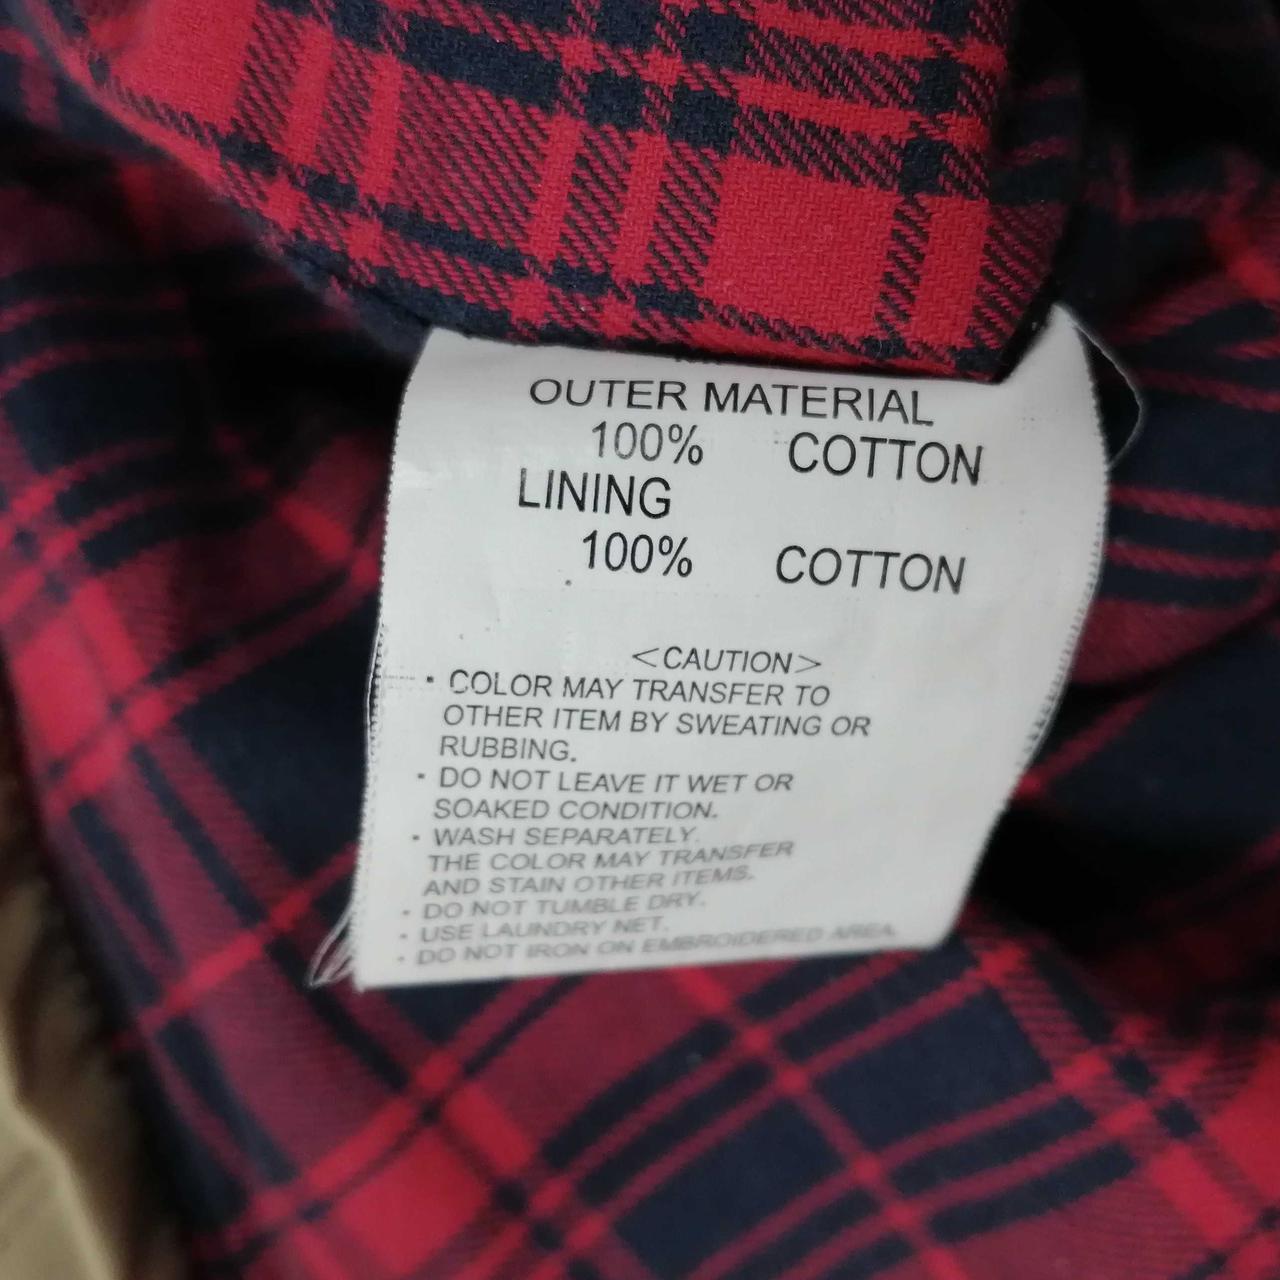 OUTER MATERIAL
100% COTTON
LINING
100% COTTON
<CAUTION>
· COLOR MAY TRANSFER TO
OTHER ITEM BY SWEATING OR
RUBBING.
· DO NOT LEAVE IT WET OR
SOAKED CONDITION.
· WASH SEPARATELY.
THE COLOR MAY TRANSFER
AND STAIN OTHER ITEMS.
· DO NOT TUMBLE DRY.
· USE LAUNDRY NET.
· DO NOT IRON ON EMBROIDERED AREA.